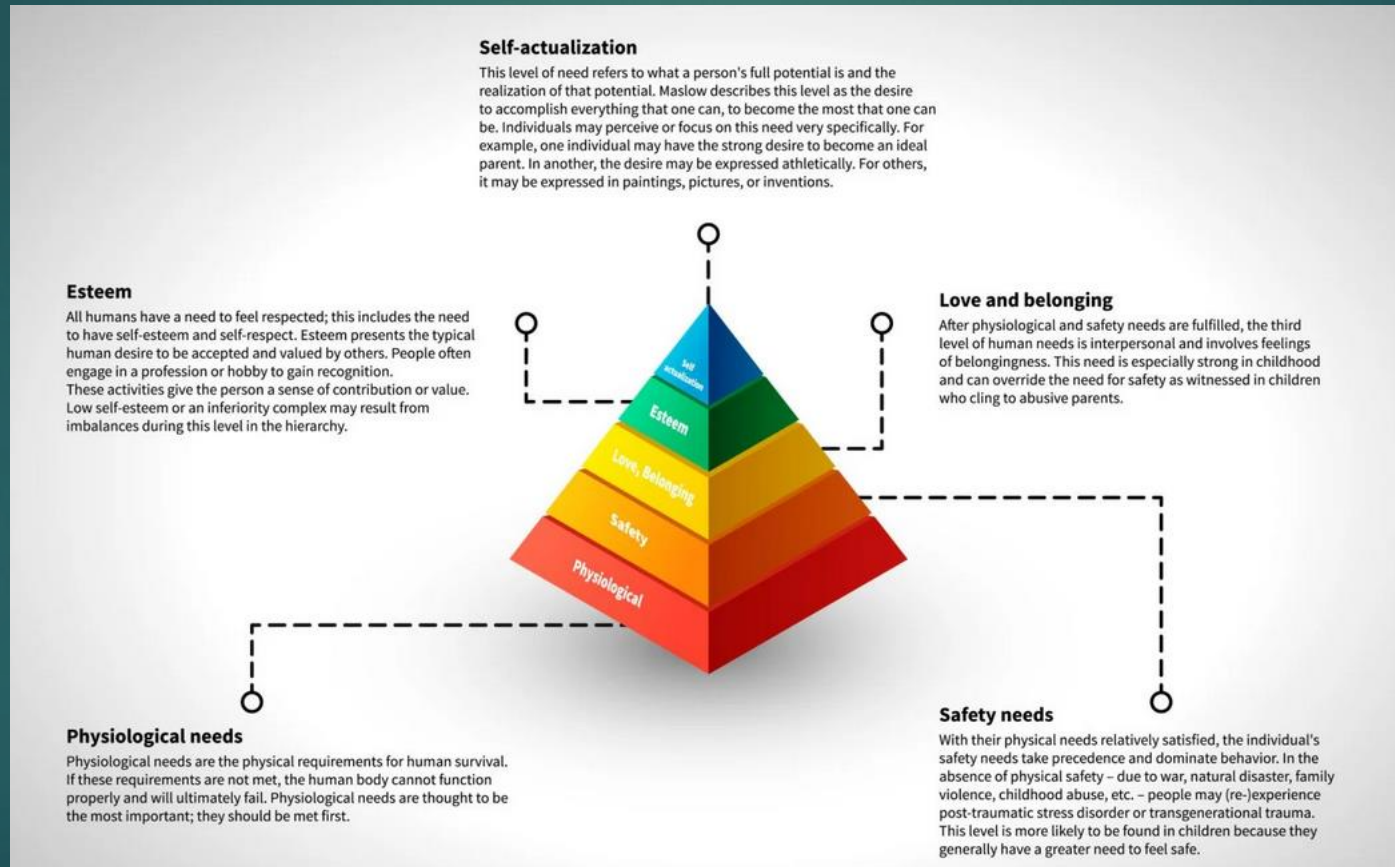 Self-actualization
This level of need refers to what a person's full potential is and the
realization of that potential. Maslow describes this level as the desire
to accomplish everything that one can, to become the most that one can
be. Individuals may perceive or focus on this need very specifically. For
example, one individual may have the strong desire to become an ideal
parent. In another, the desire may be expressed athletically. For others,
it may be expressed in paintings, pictures, or inventions.
Esteem
All humans have a need to feel respected; this includes the need
to have self-esteem and self-respect. Esteem presents the typical
human desire to be accepted and valued by others. People often
engage in a profession or hobby to gain recognition.
These activities give the person a sense of contribution or value.
Low self-esteem or an inferiority complex may result from
imbalances during this level in the hierarchy.
Love and belonging
After physiological and safety needs are fulfilled, the third
level of human needs is interpersonal and involves feelings
of belongingness. This need is especially strong in childhood
and can override the need for safety as witnessed in children
who cling to abusive parents.
Self
actualization
Esteem
Love, Belonging
Safety
Physiological
Physiological needs
Physiological needs are the physical requirements for human survival.
If these requirements are not met, the human body cannot function
properly and will ultimately fail. Physiological needs are thought to be
the most important; they should be met first.
Safety needs
With their physical needs relatively satisfied, the individual's
safety needs take precedence and dominate behavior. In the
absence of physical safety – due to war, natural disaster, family
violence, childhood abuse, etc. – people may (re-)experience
post-traumatic stress disorder or transgenerational trauma.
This level is more likely to be found in children because they
generally have a greater need to feel safe.